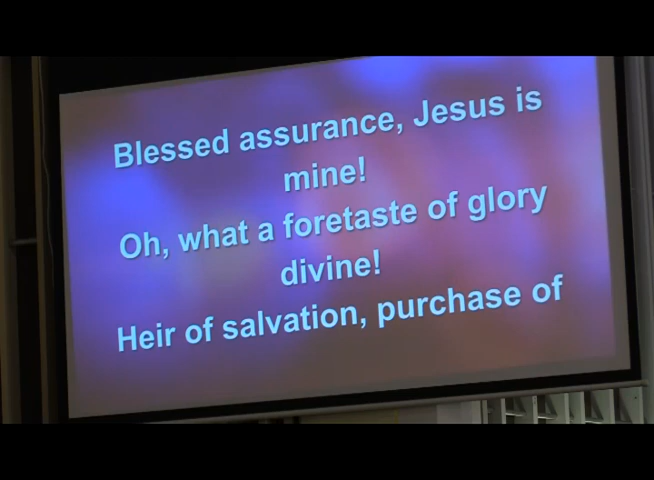 Blessed assurance, Jesus is
mine!
Oh, what a foretaste of glory
divine!
Heir of salvation, purchase of